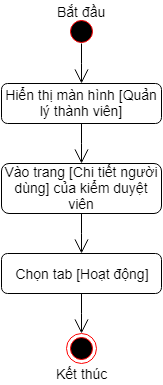 Bắt đầu
Hiển thị màn hình [Quản
lý thành viên]
Vào trang [Chi tiết người
dùng] của kiểm duyệt
viên
Chọn tab [Hoạt động]
Kết thúc